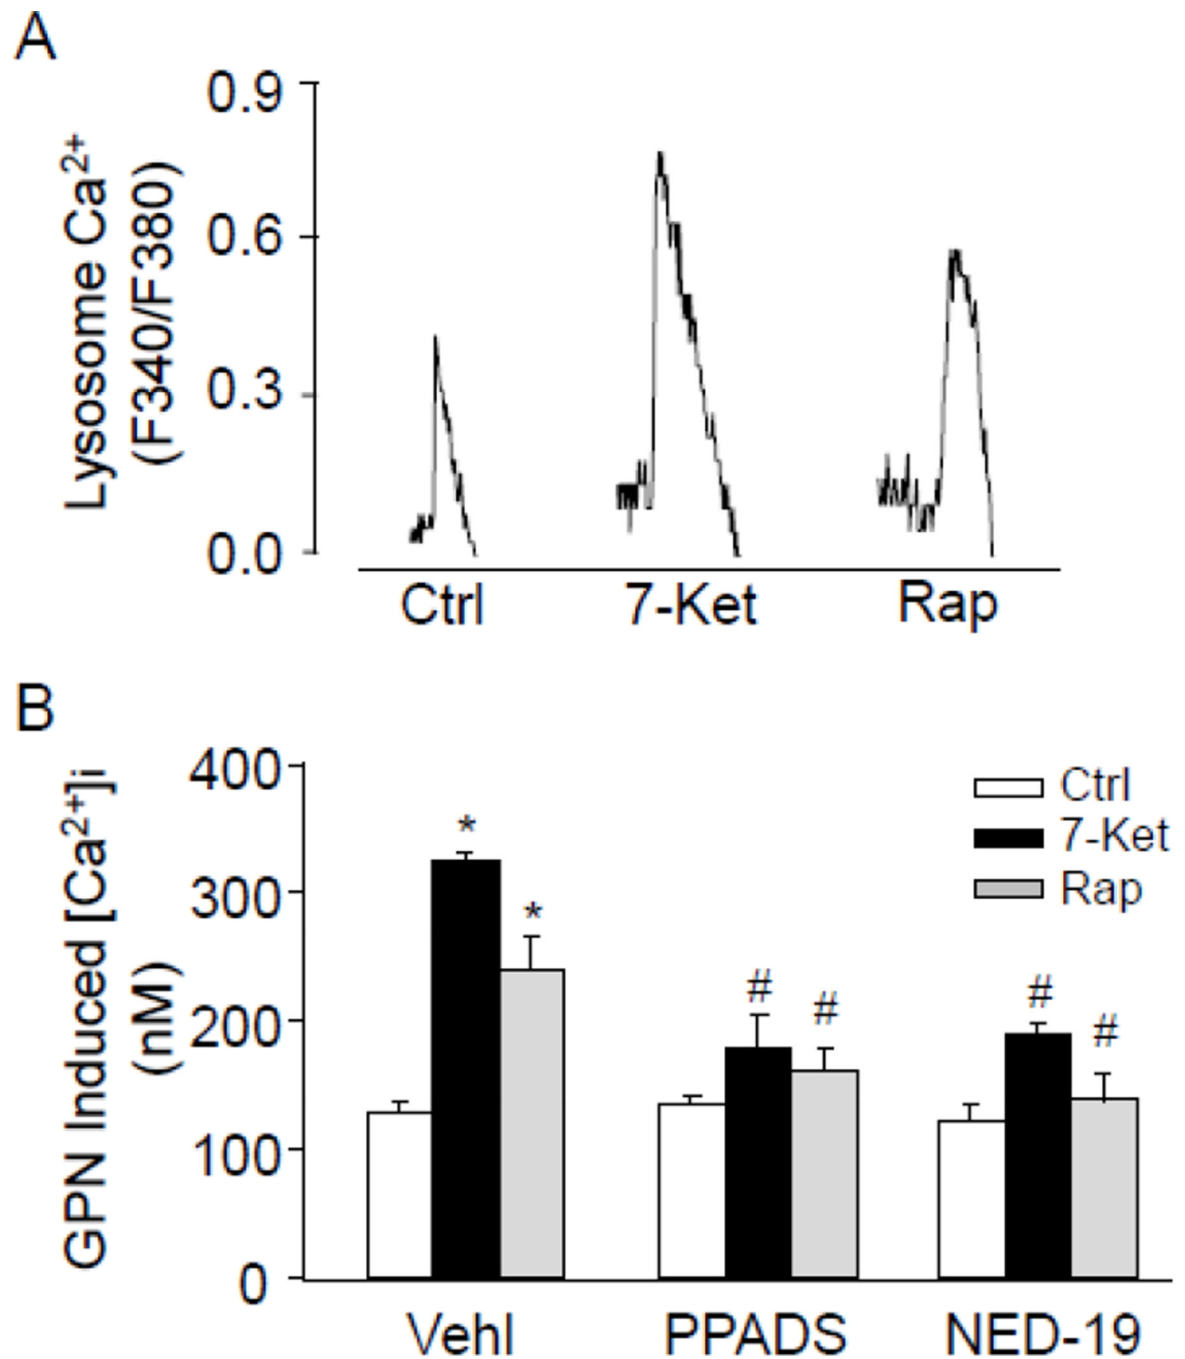 A
Lysosome Ca²⁺
(F340/F380)
0.9
0.6
0.3
0.0
Ctrl 7-Ket Rap
B
GPN Induced [Ca²⁺]i
(nM)
400
300
200
100
0
* * # # # #
Ctrl
7-Ket
Rap
Vehl PPADS NED-19